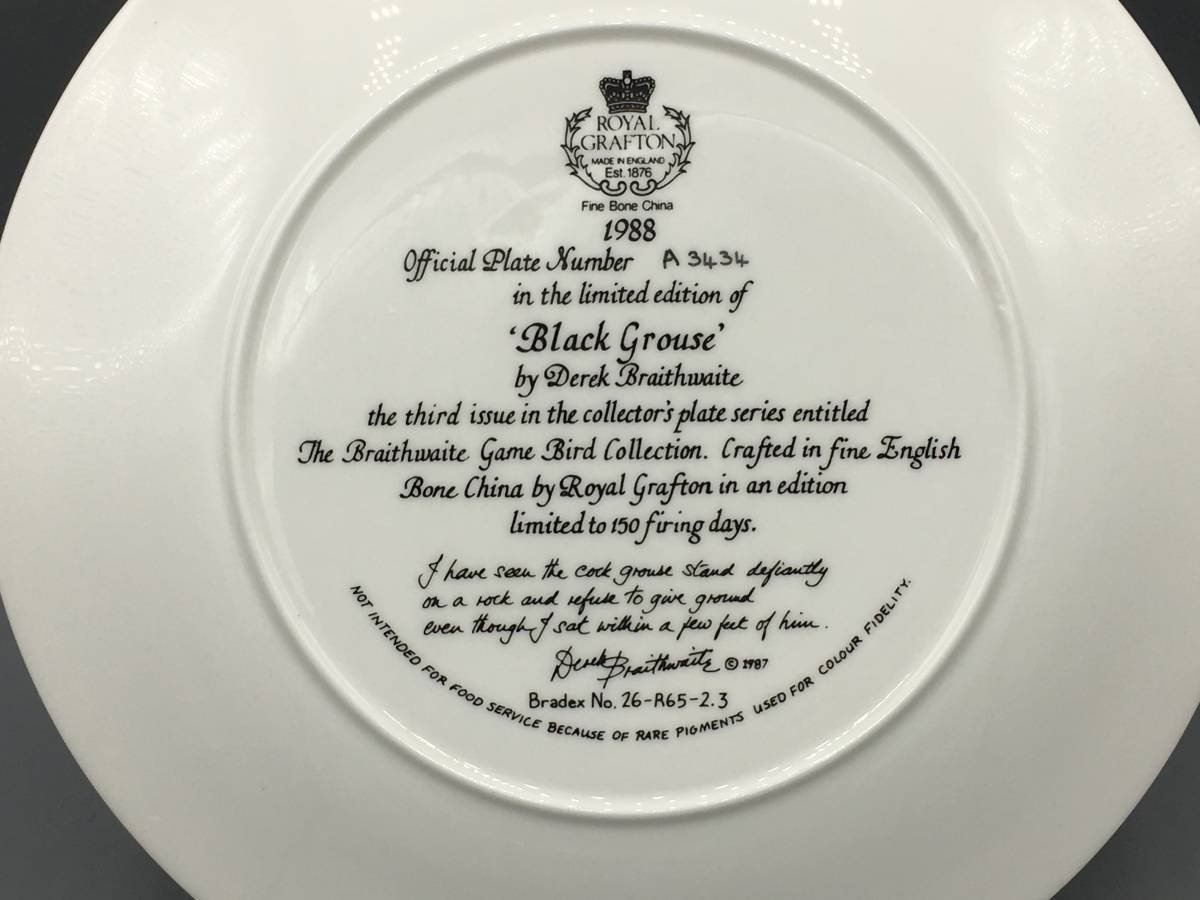 ROYAL
GRAFTON
MADE IN ENGLAND
Est. 1876
Fine Bone China
1988
Official Plate Number A 3434
in the limited edition of
‘Black Grouse’
by Derek Braithwaite
the third issue in the collector's plate series entitled
The Braithwaite Game Bird Collection. Crafted in fine English
Bone China by Royal Grafton in an edition
limited to 150 firing days.
I have seen the cock grouse stand defiantly
on a rock and refuse to give ground
even though I sat within a few feet of him.
Derek Braithwaite © 1987
Bradex No. 26-R65-2.3
NOT INTENDED FOR FOOD SERVICE BECAUSE OF RARE PIGMENTS USED FOR COLOUR FIDELITY.